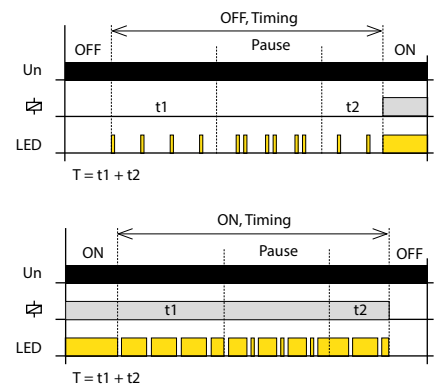 OFF, Timing
OFF
Pause
ON
Un
t1
t2
LED
T = t1 + t2
ON, Timing
ON
Pause
OFF
Un
t1
t2
LED
T = t1 + t2